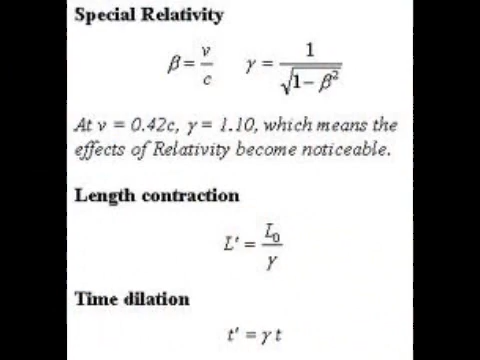 Special Relativity
β = v/c    γ = 1/√(1 − β²)
At v = 0.42c, γ = 1.10, which means the
effects of Relativity become noticeable.
Length contraction
L' = L₀/γ
Time dilation
t' = γ t